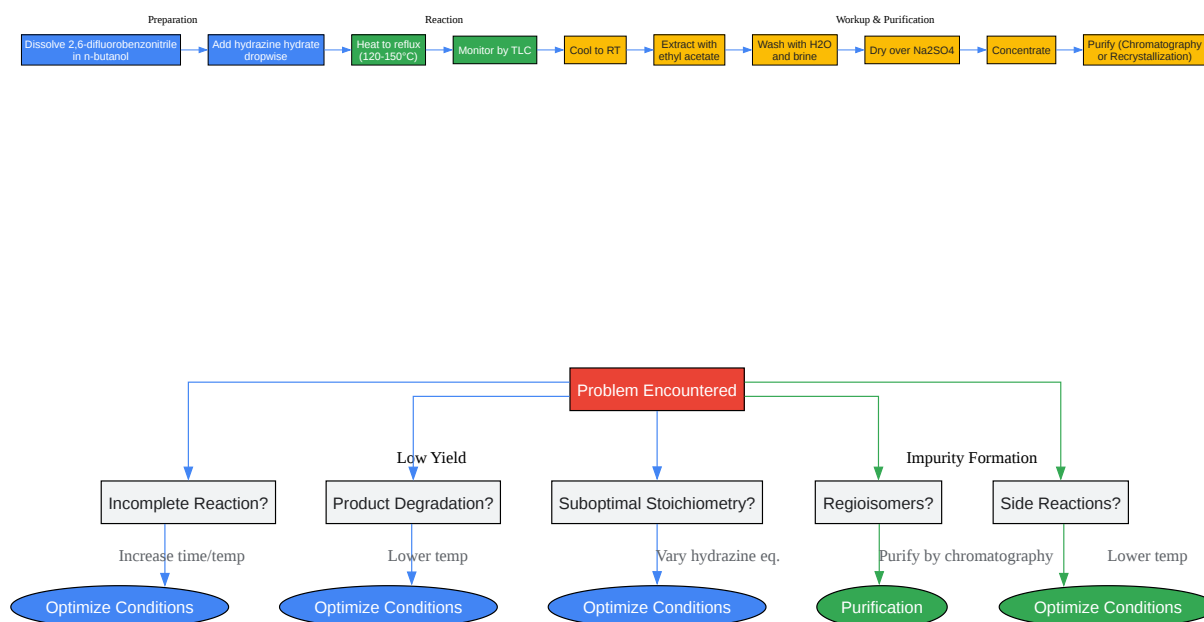 Preparation
Reaction
Workup & Purification
Dissolve 2,6-difluorobenzonitrile
in n-butanol
Add hydrazine hydrate
dropwise
Heat to reflux
(120-150°C)
Monitor by TLC
Cool to RT
Extract with
ethyl acetate
Wash with H2O
and brine
Dry over Na2SO4
Concentrate
Purify (Chromatography
or Recrystallization)
Problem Encountered
Low Yield
Impurity Formation
Incomplete Reaction?
Product Degradation?
Suboptimal Stoichiometry?
Regioisomers?
Side Reactions?
Increase time/temp
Lower temp
Vary hydrazine eq.
Purify by chromatography
Lower temp
Optimize Conditions
Optimize Conditions
Optimize Conditions
Purification
Optimize Conditions